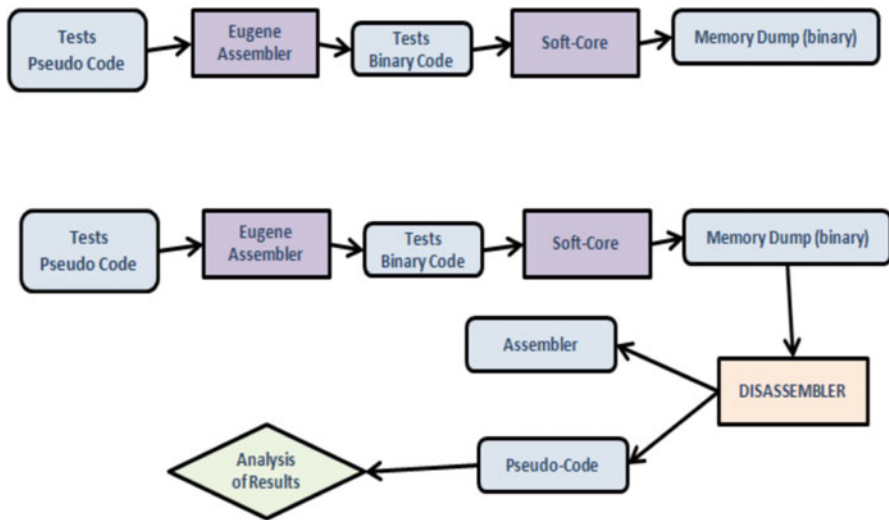 Tests
Pseudo Code
Eugene
Assembler
Tests
Binary Code
Soft-Core
Memory Dump (binary)
Tests
Pseudo Code
Eugene
Assembler
Tests
Binary Code
Soft-Core
Memory Dump (binary)
Assembler
DISASSEMBLER
Analysis
of Results
Pseudo-Code